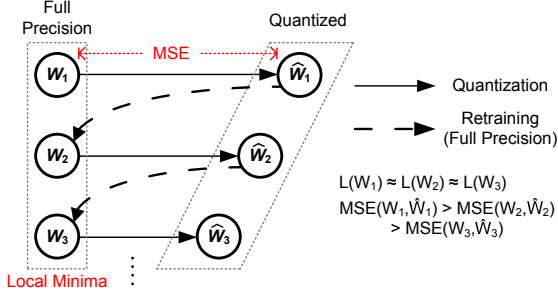 Full
Precision
Quantized
MSE
W1
Ŵ1
W2
Ŵ2
W3
Ŵ3
Local Minima
Quantization
Retraining
(Full Precision)
L(W1) ≈ L(W2) ≈ L(W3)
MSE(W1,Ŵ1) > MSE(W2,Ŵ2)
> MSE(W3,Ŵ3)